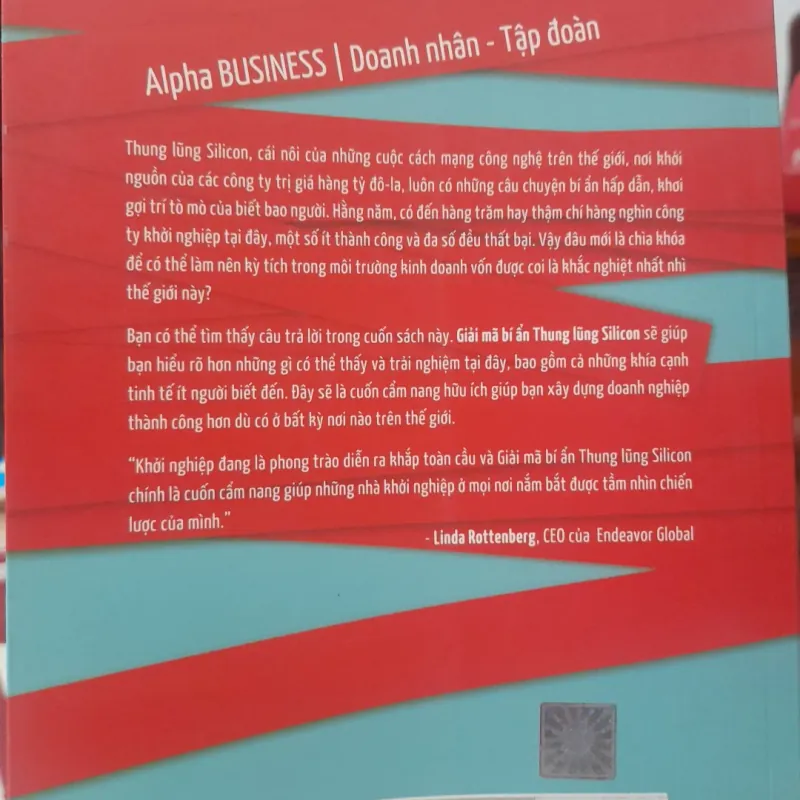 Alpha BUSINESS | Doanh nhân - Tập đoàn
Thung lũng Silicon, cái nôi của những cuộc cách mạng công nghệ trên thế giới, nơi khởi
nguồn của các công ty trị giá hàng tỷ đô-la, luôn có những câu chuyện bí ẩn hấp dẫn, khơi
gợi trí tò mò của biết bao người. Hằng năm, có đến hàng trăm hay thậm chí hàng nghìn công
ty khởi nghiệp tại đây, một số ít thành công và đa số đều thất bại. Vậy đâu mới là chìa khóa
để có thể làm nên kỳ tích trong môi trường kinh doanh vốn được coi là khắc nghiệt nhất nhì
thế giới này?
Bạn có thể tìm thấy câu trả lời trong cuốn sách này. Giải mã bí ẩn Thung lũng Silicon sẽ giúp
bạn hiểu rõ hơn những gì có thể thấy và trải nghiệm tại đây, bao gồm cả những khía cạnh
tinh tế ít người biết đến. Đây sẽ là cuốn cẩm nang hữu ích giúp bạn xây dựng doanh nghiệp
thành công hơn dù có ở bất kỳ nơi nào trên thế giới.
“Khởi nghiệp đang là phong trào diễn ra khắp toàn cầu và Giải mã bí ẩn Thung lũng Silicon
chính là cuốn cẩm nang giúp những nhà khởi nghiệp ở mọi nơi nắm bắt được tầm nhìn chiến
lược của mình.”
- Linda Rottenberg, CEO của Endeavor Global